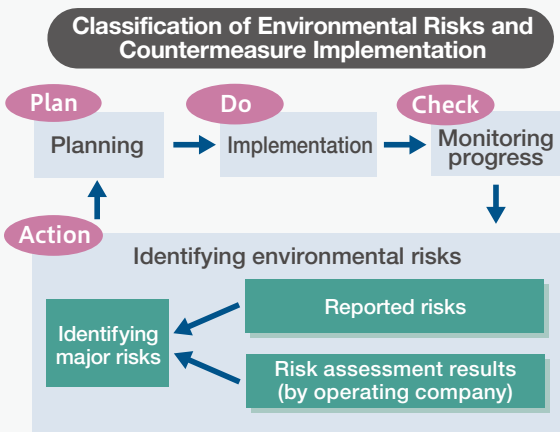 Classification of Environmental Risks and
Countermeasure Implementation
Plan
Planning
Do
Implementation
Check
Monitoring
progress
Action
Identifying environmental risks
Identifying
major risks
Reported risks
Risk assessment results
(by operating company)